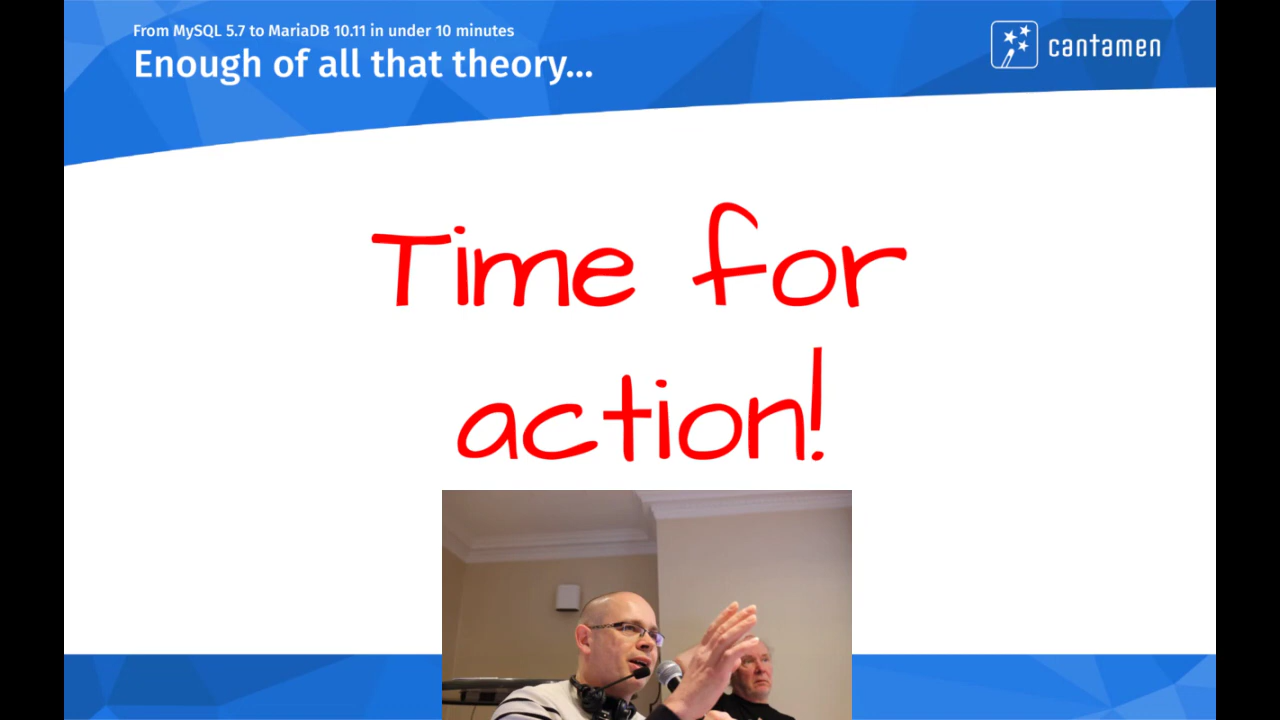 From MySQL 5.7 to MariaDB 10.11 in under 10 minutes
Enough of all that theory...
cantamen
Time for
action!